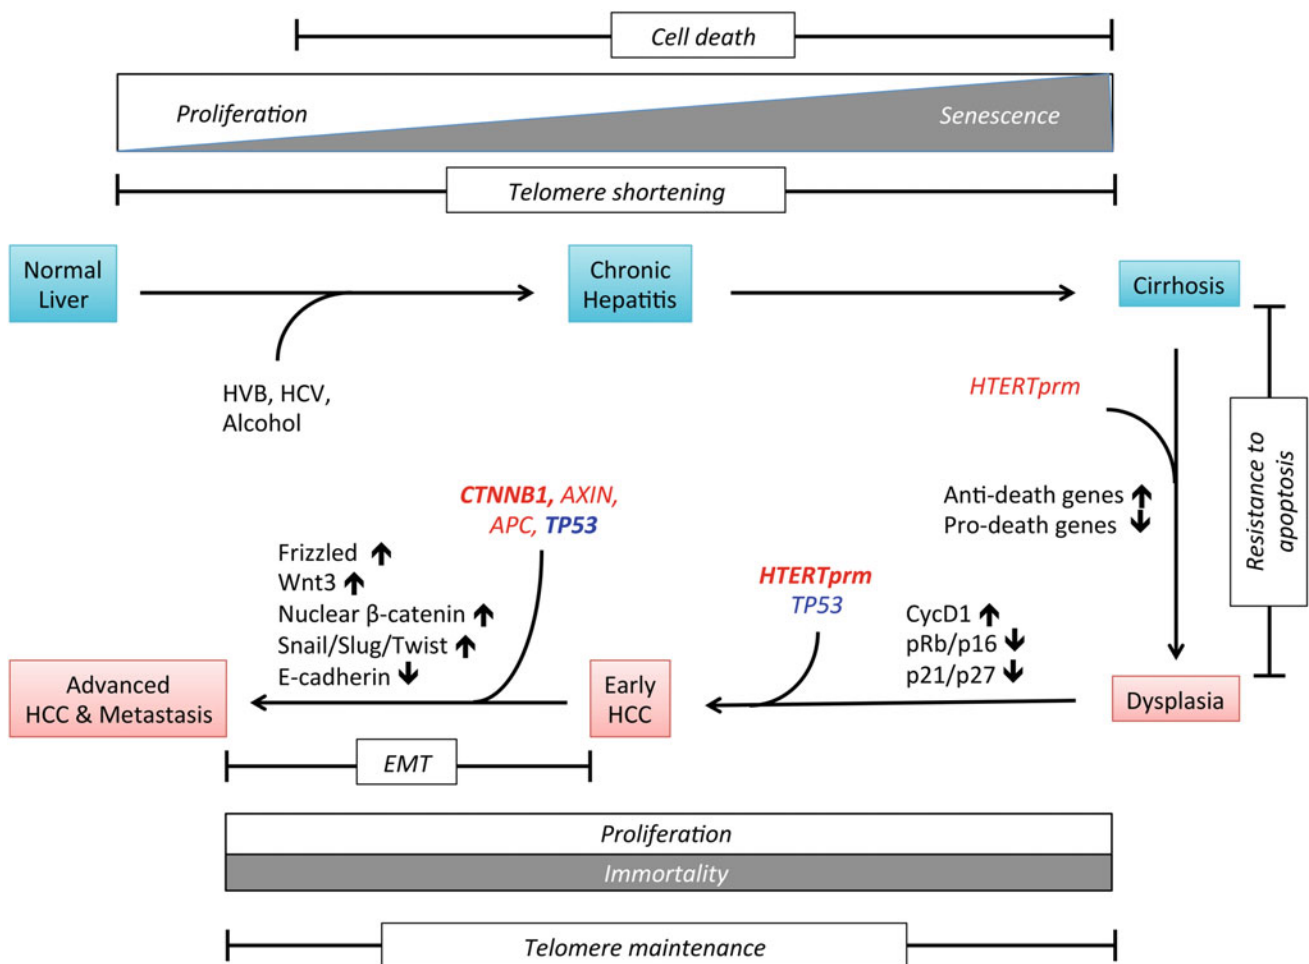 Cell death
Proliferation
Senescence
Telomere shortening
Normal
Liver
Chronic
Hepatitis
Cirrhosis
HVB, HCV,
Alcohol
HTERTprm
Resistance to
apoptosis
Anti-death genes ↑
Pro-death genes ↓
CTNNB1, AXIN,
APC, TP53
Frizzled ↑
Wnt3 ↑
Nuclear β-catenin ↑
Snail/Slug/Twist ↑
E-cadherin ↓
HTERTprm
TP53
CycD1 ↑
pRb/p16 ↓
p21/p27 ↓
Advanced
HCC & Metastasis
Early
HCC
Dysplasia
EMT
Proliferation
Immortality
Telomere maintenance